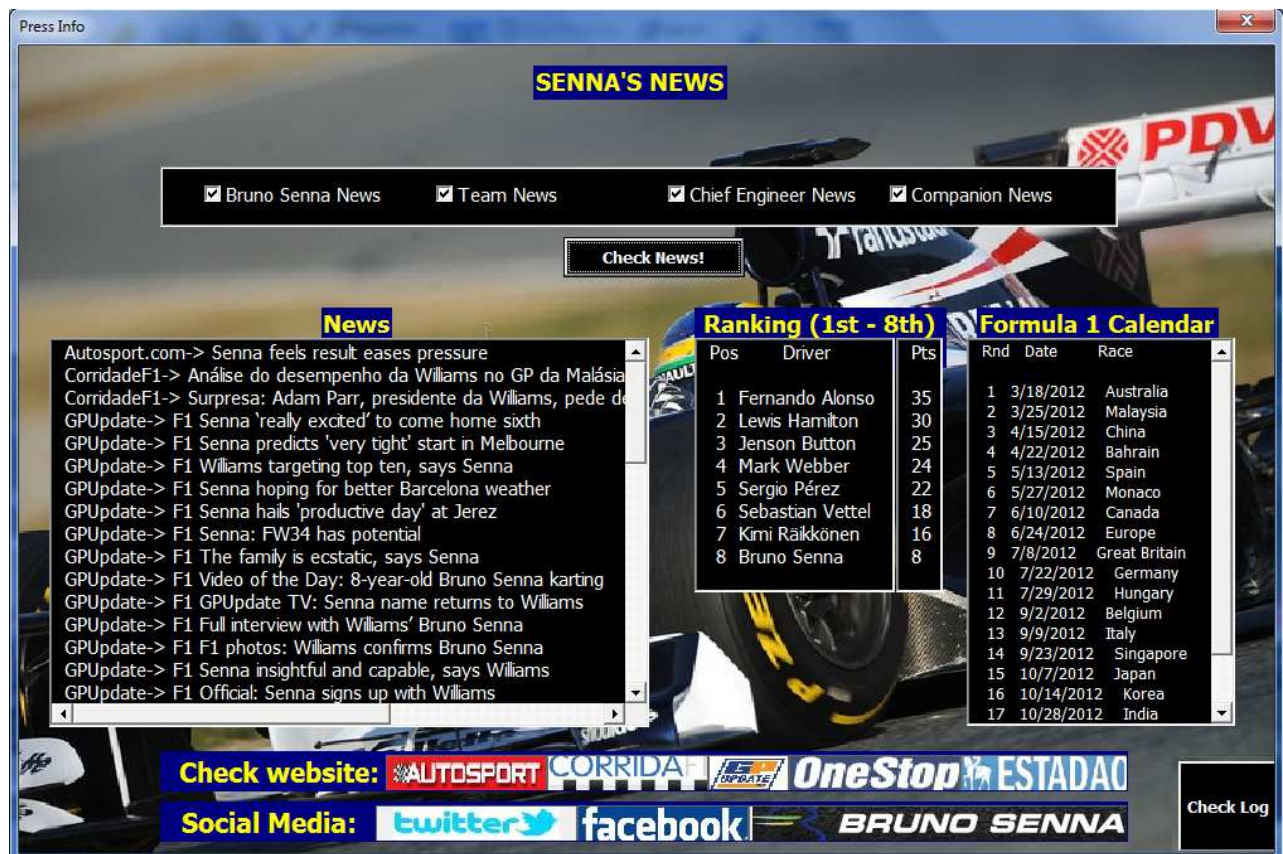 Press Info
SENNA'S NEWS
PDV
Bruno Senna News
Team News
Chief Engineer News
Companion News
randstad
Check News!
News
Autosport.com-> Senna feels result eases pressure
CorridadeF1-> Análise do desempenho da Williams no GP da Malásia
CorridadeF1-> Surpresa: Adam Parr, presidente da Williams, pede de
GPUpdate-> F1 Senna ‘really excited’ to come home sixth
GPUpdate-> F1 Senna predicts 'very tight' start in Melbourne
GPUpdate-> F1 Williams targeting top ten, says Senna
GPUpdate-> F1 Senna hoping for better Barcelona weather
GPUpdate-> F1 Senna hails 'productive day' at Jerez
GPUpdate-> F1 Senna: FW34 has potential
GPUpdate-> F1 The family is ecstatic, says Senna
GPUpdate-> F1 Video of the Day: 8-year-old Bruno Senna karting
GPUpdate-> F1 GPUpdate TV: Senna name returns to Williams
GPUpdate-> F1 Full interview with Williams’ Bruno Senna
GPUpdate-> F1 F1 photos: Williams confirms Bruno Senna
GPUpdate-> F1 Senna insightful and capable, says Williams
GPUpdate-> F1 Official: Senna signs up with Williams
Ranking (1st - 8th)
Pos Driver Pts
1 Fernando Alonso 35
2 Lewis Hamilton 30
3 Jenson Button 25
4 Mark Webber 24
5 Sergio Pérez 22
6 Sebastian Vettel 18
7 Kimi Räikkönen 16
8 Bruno Senna 8
Formula 1 Calendar
Rnd Date Race
1 3/18/2012 Australia
2 3/25/2012 Malaysia
3 4/15/2012 China
4 4/22/2012 Bahrain
5 5/13/2012 Spain
6 5/27/2012 Monaco
7 6/10/2012 Canada
8 6/24/2012 Europe
9 7/8/2012 Great Britain
10 7/22/2012 Germany
11 7/29/2012 Hungary
12 9/2/2012 Belgium
13 9/9/2012 Italy
14 9/23/2012 Singapore
15 10/7/2012 Japan
16 10/14/2012 Korea
17 10/28/2012 India
Check website: AUTOSPORT CORRIDAF GP UPDATE OneStop ESTADAO
Social Media: twitter facebook BRUNO SENNA
Check Log